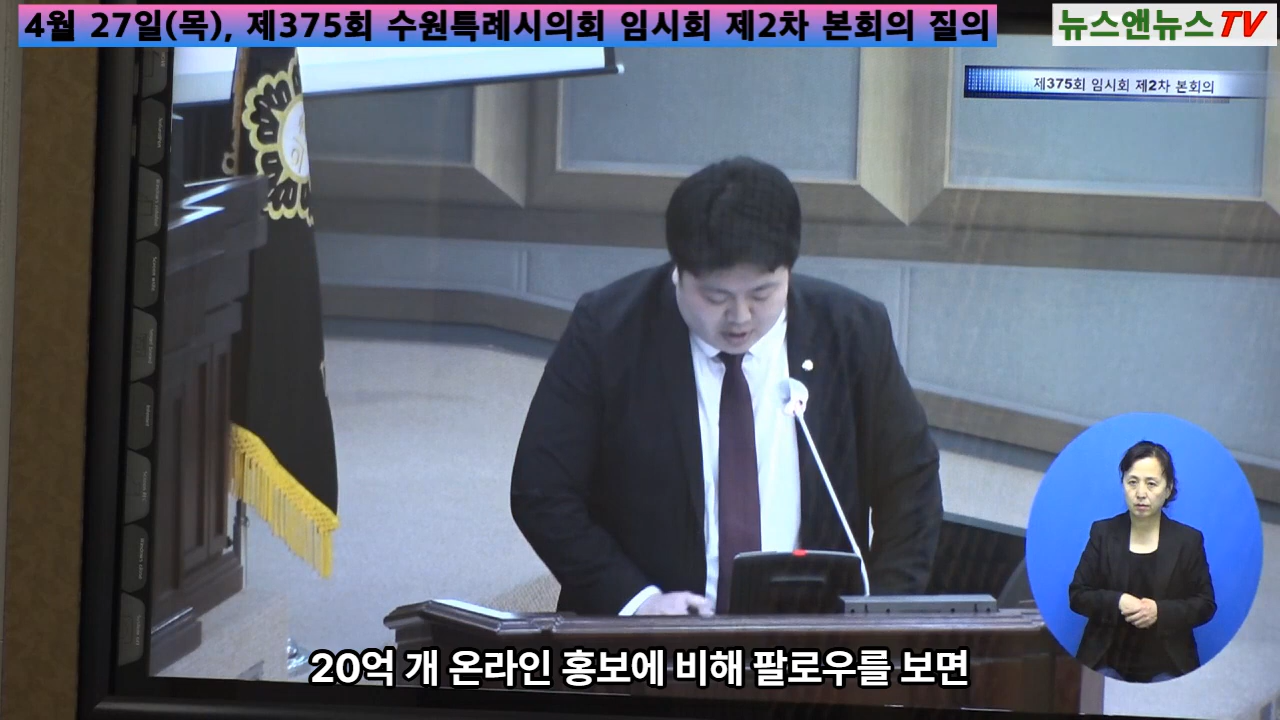 4월 27일(목), 제375회 수원특례시의회 임시회 제2차 본회의 질의
뉴스앤뉴스TV
제375회 임시회 제2차 본회의
20억 개 온라인 홍보에 비해 팔로우를 보면